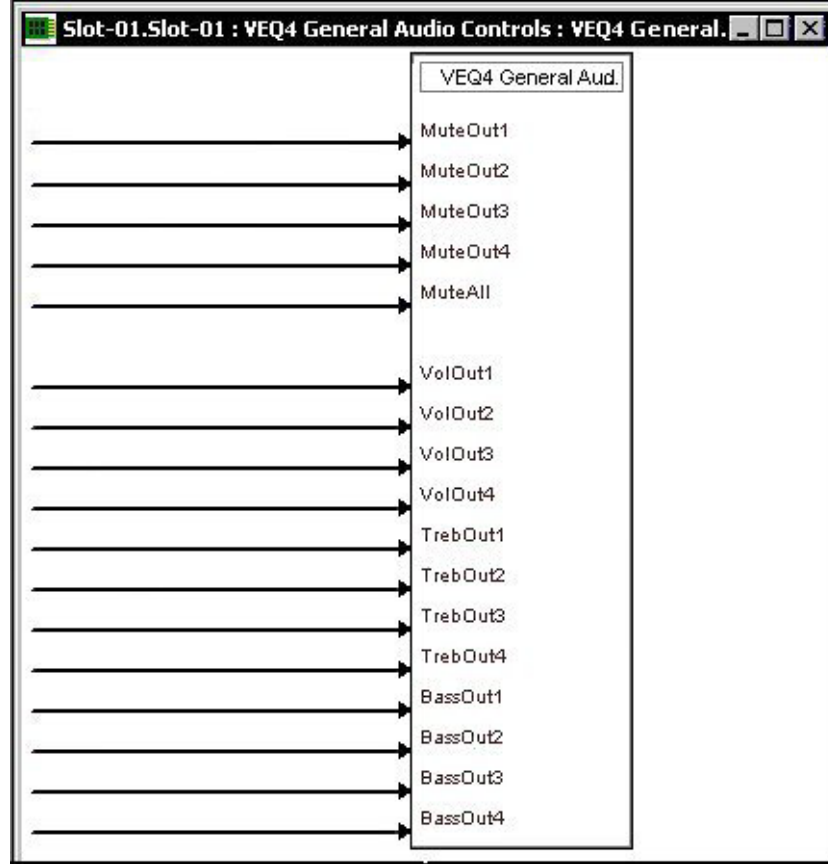 Slot-01.Slot-01 : VEQ4 General Audio Controls : VEQ4 General.
VEQ4 General Aud.
MuteOut1
MuteOut2
MuteOut3
MuteOut4
MuteAll
VolOut1
VolOut2
VolOut3
VolOut4
TrebOut1
TrebOut2
TrebOut3
TrebOut4
BassOut1
BassOut2
BassOut3
BassOut4